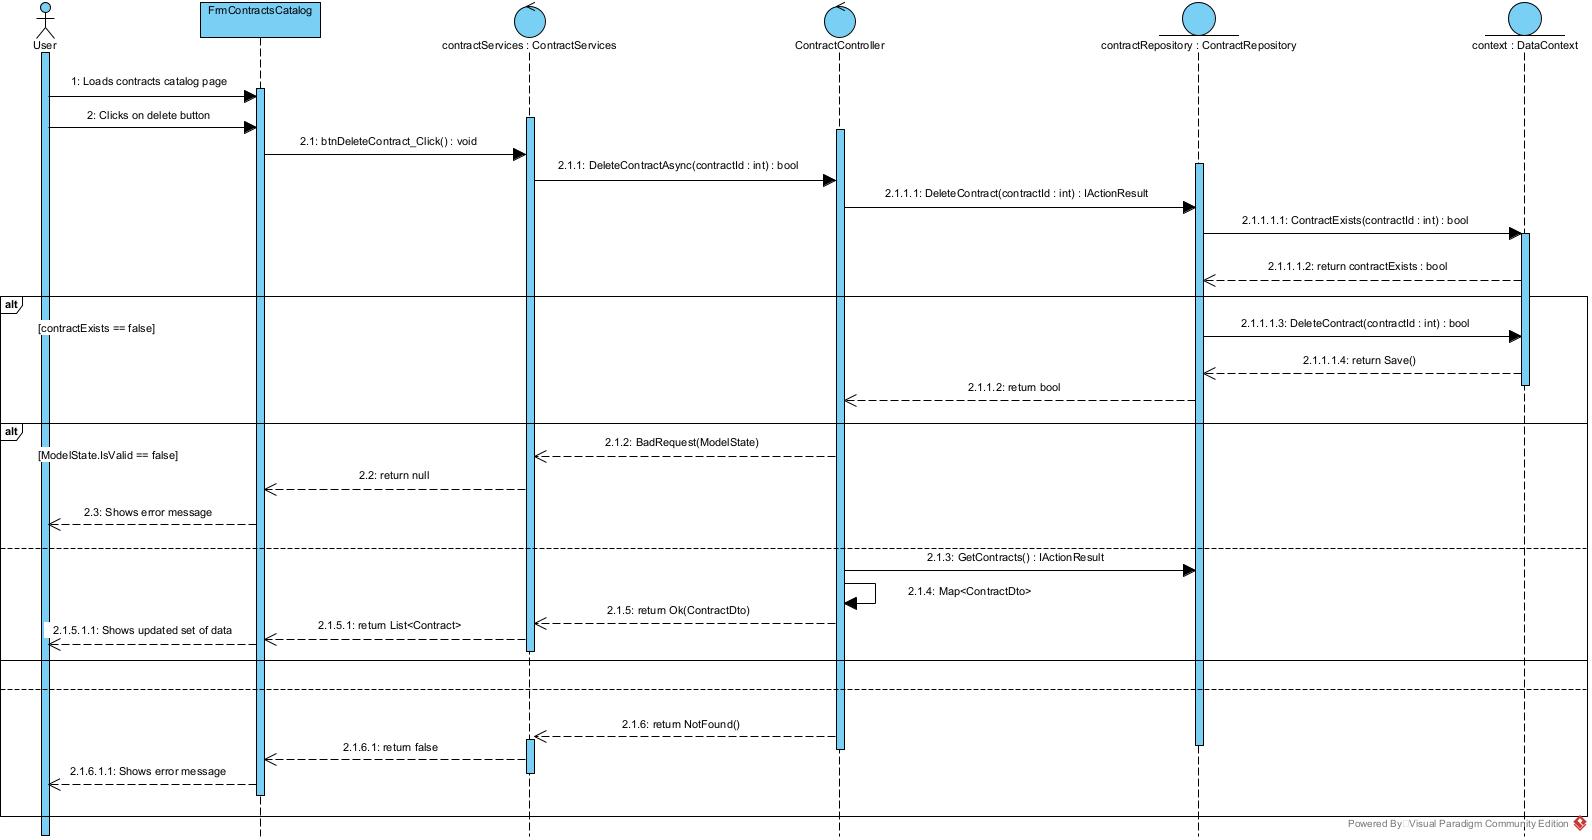 FrmContractsCatalog
User
contractServices : ContractServices
ContractController
contractRepository : ContractRepository
context : DataContext
1: Loads contracts catalog page
2: Clicks on delete button
2.1: btnDeleteContract_Click() : void
2.1.1: DeleteContractAsync(contractId : int) : bool
2.1.1.1: DeleteContract(contractId : int) : IActionResult
2.1.1.1.1: ContractExists(contractId : int) : bool
2.1.1.1.2: return contractExists : bool
alt
[contractExists == false]
2.1.1.1.3: DeleteContract(contractId : int) : bool
2.1.1.1.4: return Save()
2.1.1.2: return bool
alt
[ModelState.IsValid == false]
2.1.2: BadRequest(ModelState)
2.2: return null
2.3: Shows error message
2.1.3: GetContracts() : IActionResult
2.1.4: Map<ContractDto>
2.1.5: return Ok(ContractDto)
2.1.5.1: return List<Contract>
2.1.5.1.1: Shows updated set of data
2.1.6: return NotFound()
2.1.6.1: return false
2.1.6.1.1: Shows error message
Powered By Visual Paradigm Community Edition